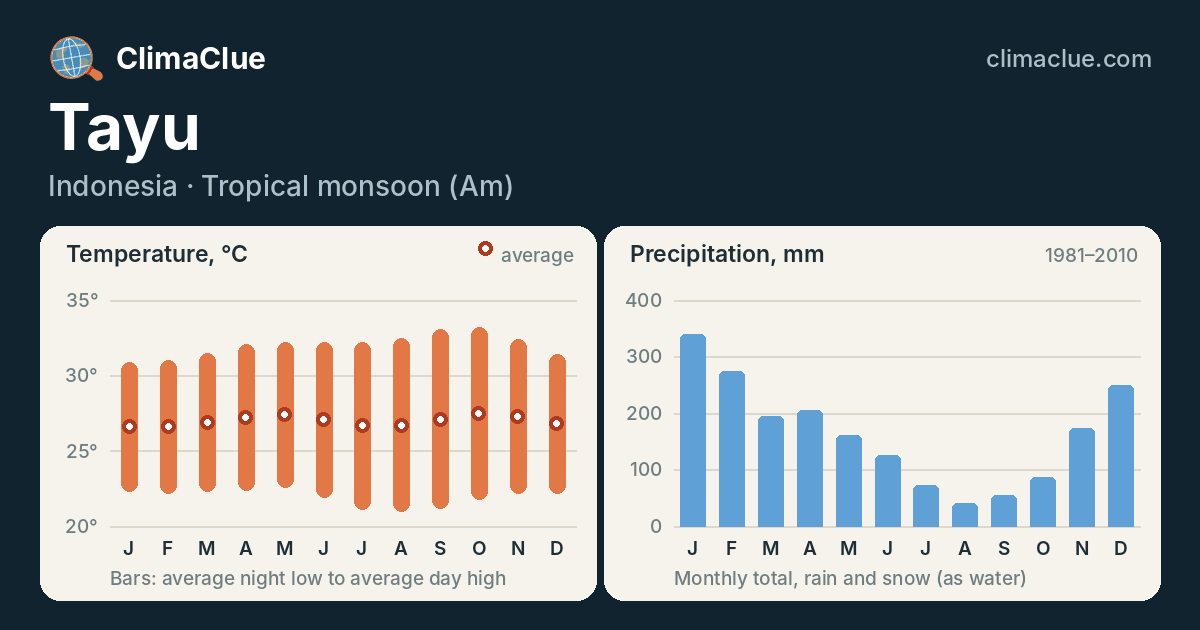 ClimaClue
climaclue.com
Tayu
Indonesia · Tropical monsoon (Am)
Temperature, °C
average
35°
30°
25°
20°
J F M A M J J A S O N D
Bars: average night low to average day high
Precipitation, mm
1981–2010
400
300
200
100
0
J F M A M J J A S O N D
Monthly total, rain and snow (as water)